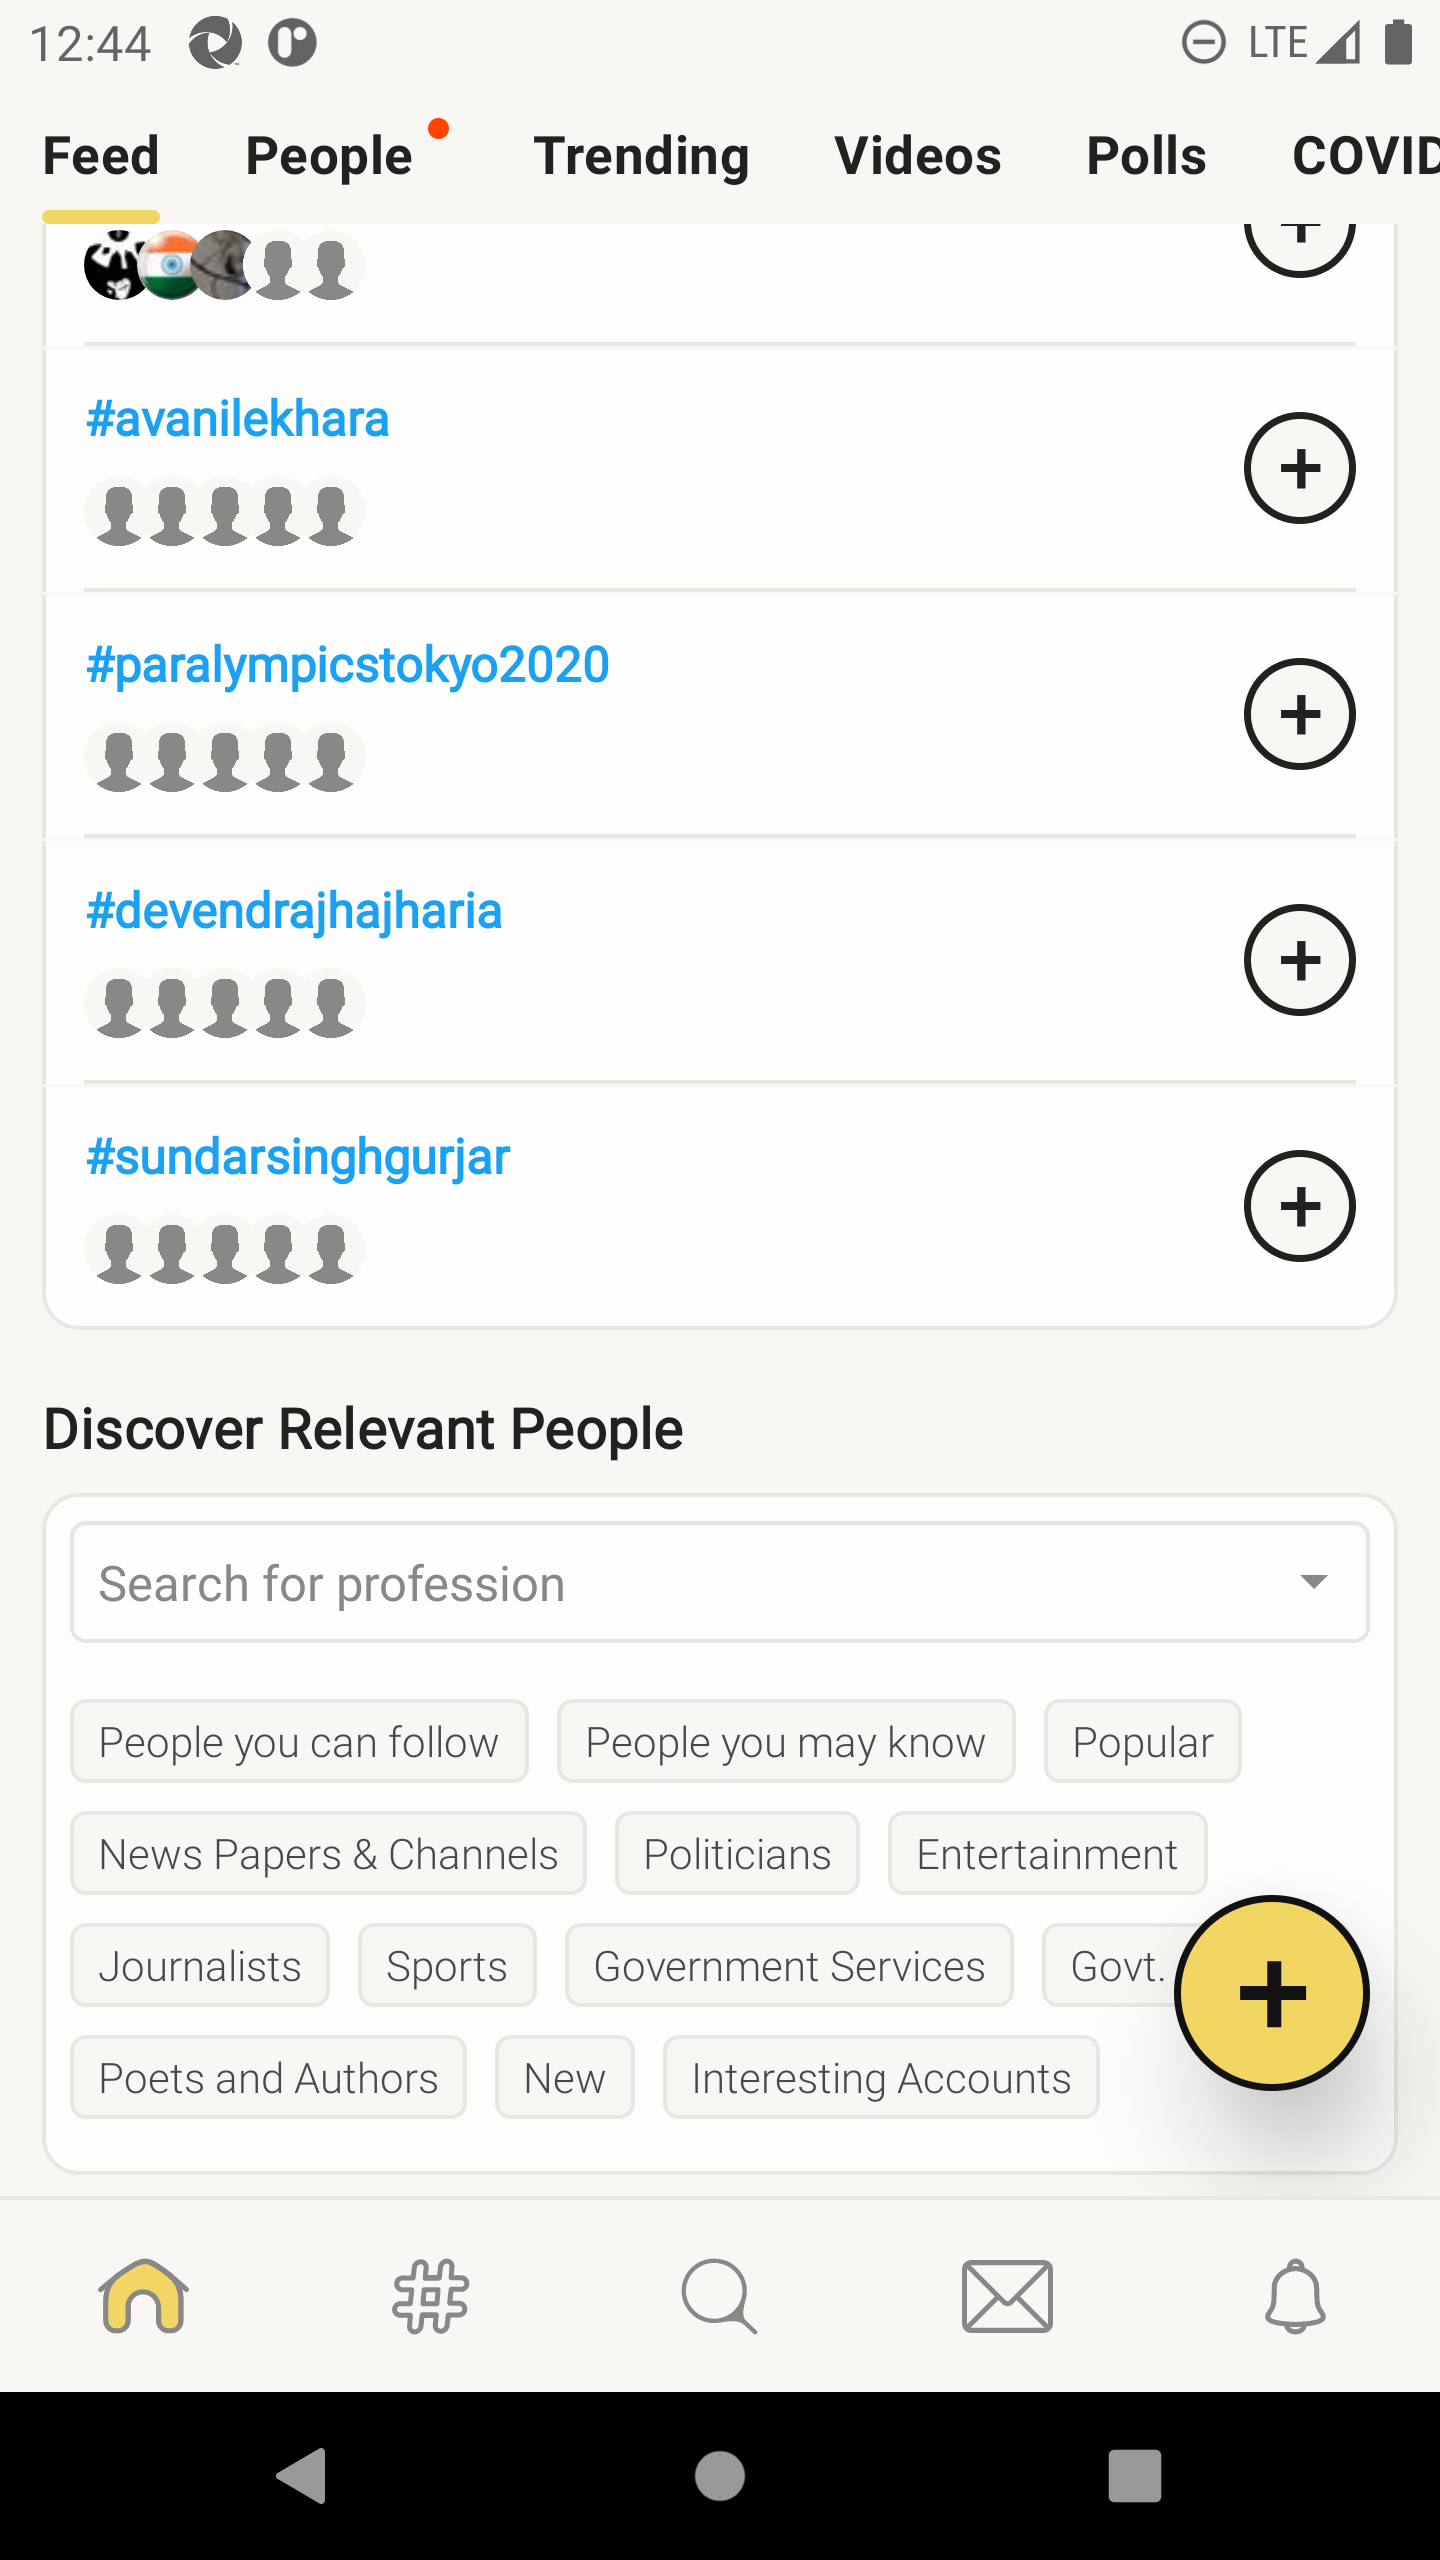 12:44 LTE
Feed People Trending Videos Polls COVID
#avanilekhara
#paralympicstokyo2020
#devendrajhajharia
#sundarsinghgurjar
Discover Relevant People
Search for profession
People you can follow People you may know Popular
News Papers & Channels Politicians Entertainment
Journalists Sports Government Services Govt.
Poets and Authors New Interesting Accounts